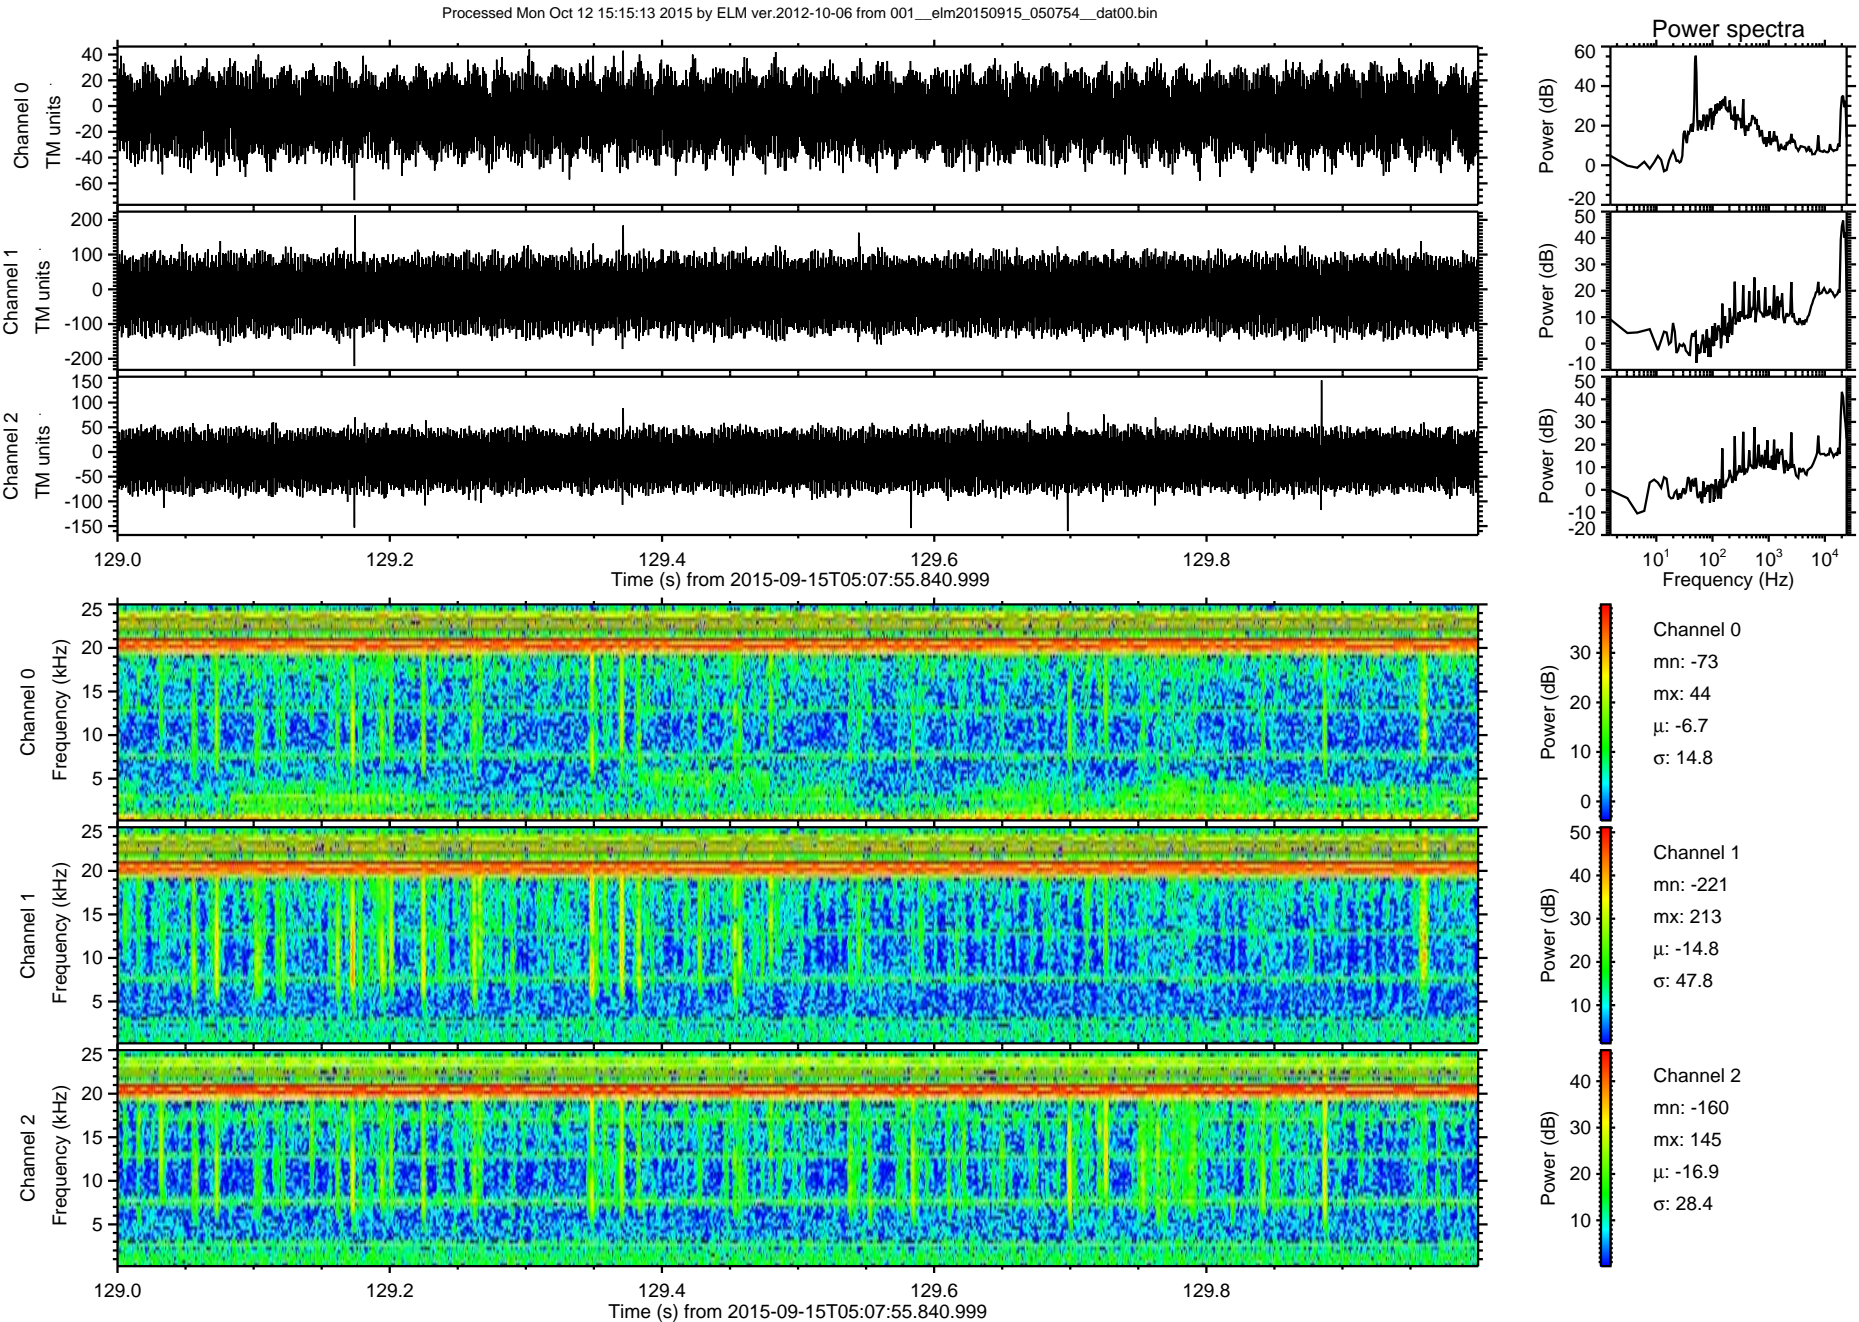 Processed Mon Oct 12 15:15:13 2015 by ELM ver.2012-10-06 from 001__elm20150915_050754__dat00.bin
Power spectra
Channel 0
TM units
40
20
0
-20
-40
-60
Power (dB)
60
40
20
0
-20
Channel 1
TM units
200
100
0
-100
-200
Power (dB)
50
40
30
20
10
0
-10
Channel 2
TM units
150
100
50
0
-50
-100
-150
Power (dB)
50
40
30
20
10
0
-10
-20
129.0 129.2 129.4 129.6 129.8
Time (s) from 2015-09-15T05:07:55.840.999
10^1 10^2 10^3 10^4
Frequency (Hz)
Channel 0
Frequency (kHz)
25
20
15
10
5
Power (dB)
30
20
10
0
Channel 0
mn: -73
mx: 44
μ: -6.7
σ: 14.8
Channel 1
Frequency (kHz)
25
20
15
10
5
Power (dB)
50
40
30
20
10
Channel 1
mn: -221
mx: 213
μ: -14.8
σ: 47.8
Channel 2
Frequency (kHz)
25
20
15
10
5
Power (dB)
40
30
20
10
Channel 2
mn: -160
mx: 145
μ: -16.9
σ: 28.4
129.0 129.2 129.4 129.6 129.8
Time (s) from 2015-09-15T05:07:55.840.999